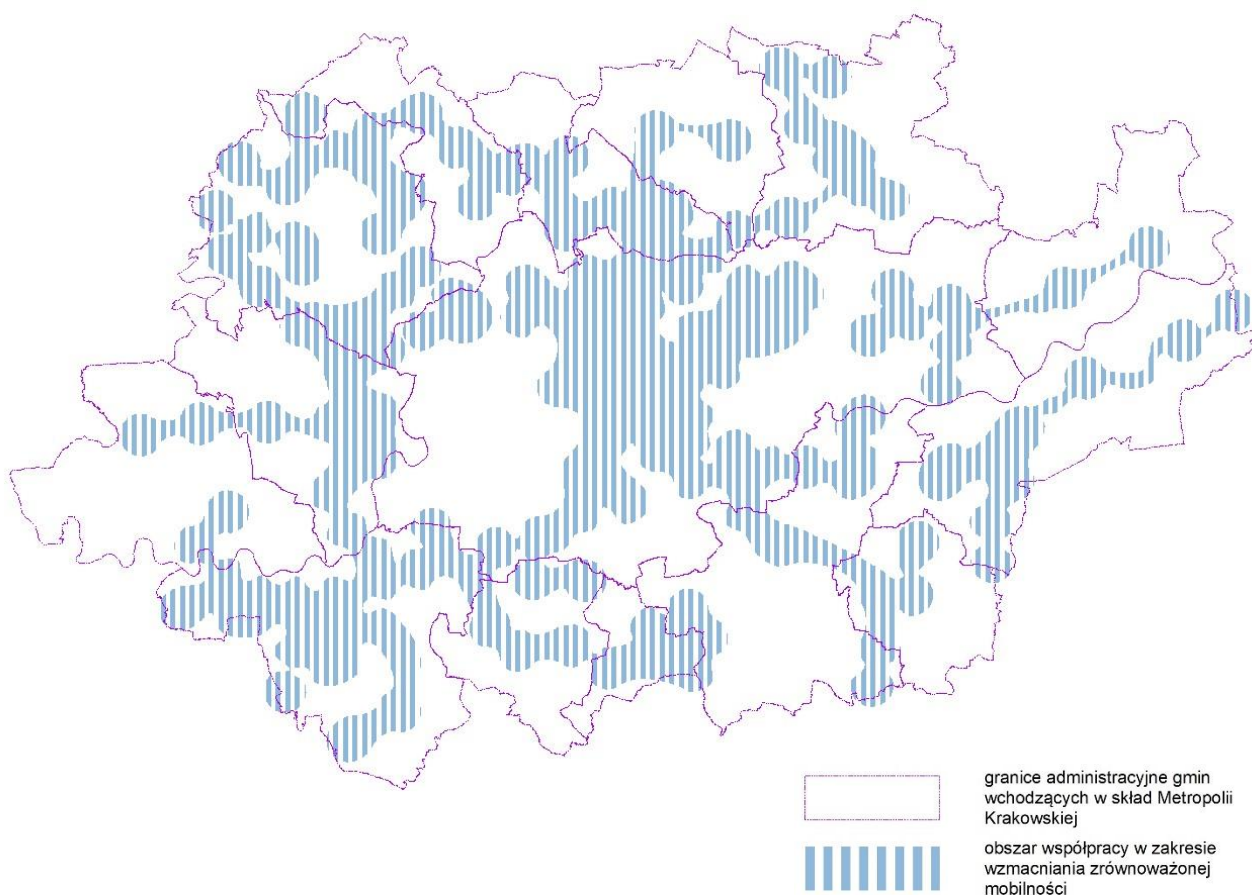 granice administracyjne gmin
wchodzących w skład Metropolii
Krakowskiej
obszar współpracy w zakresie
wzmacniania zrównoważonej
mobilności